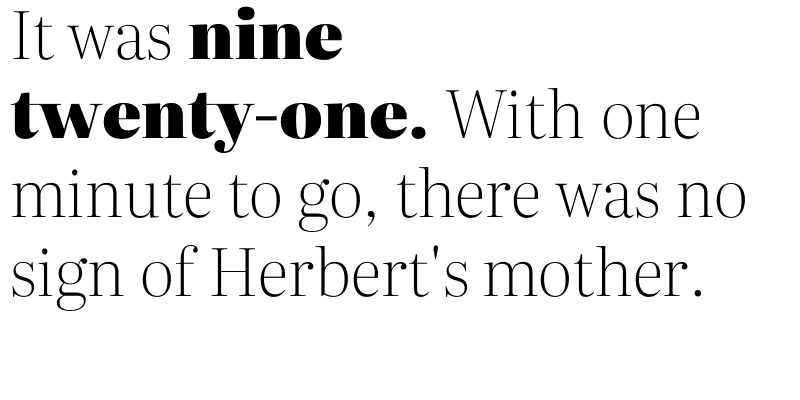 It was nine
twenty-one. With one
minute to go, there was no
sign of Herbert's mother.